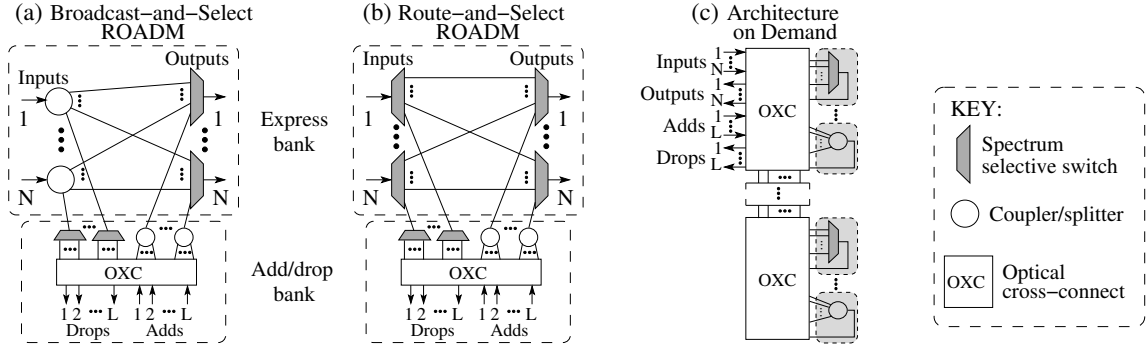 (a) Broadcast−and−Select
ROADM
Inputs
Outputs
1
1
N
N
OXC
1 2 ••• L 1 2 ••• L
Drops Adds
Express
bank
Add/drop
bank
(b) Route−and−Select
ROADM
Inputs
Outputs
1
1
N
N
OXC
1 2 ••• L 1 2 ••• L
Drops Adds
(c) Architecture
on Demand
Inputs 1
N
Outputs 1
N
Adds 1
L
Drops 1
L
OXC
OXC
KEY:
Spectrum
selective switch
Coupler/splitter
OXC
Optical
cross−connect